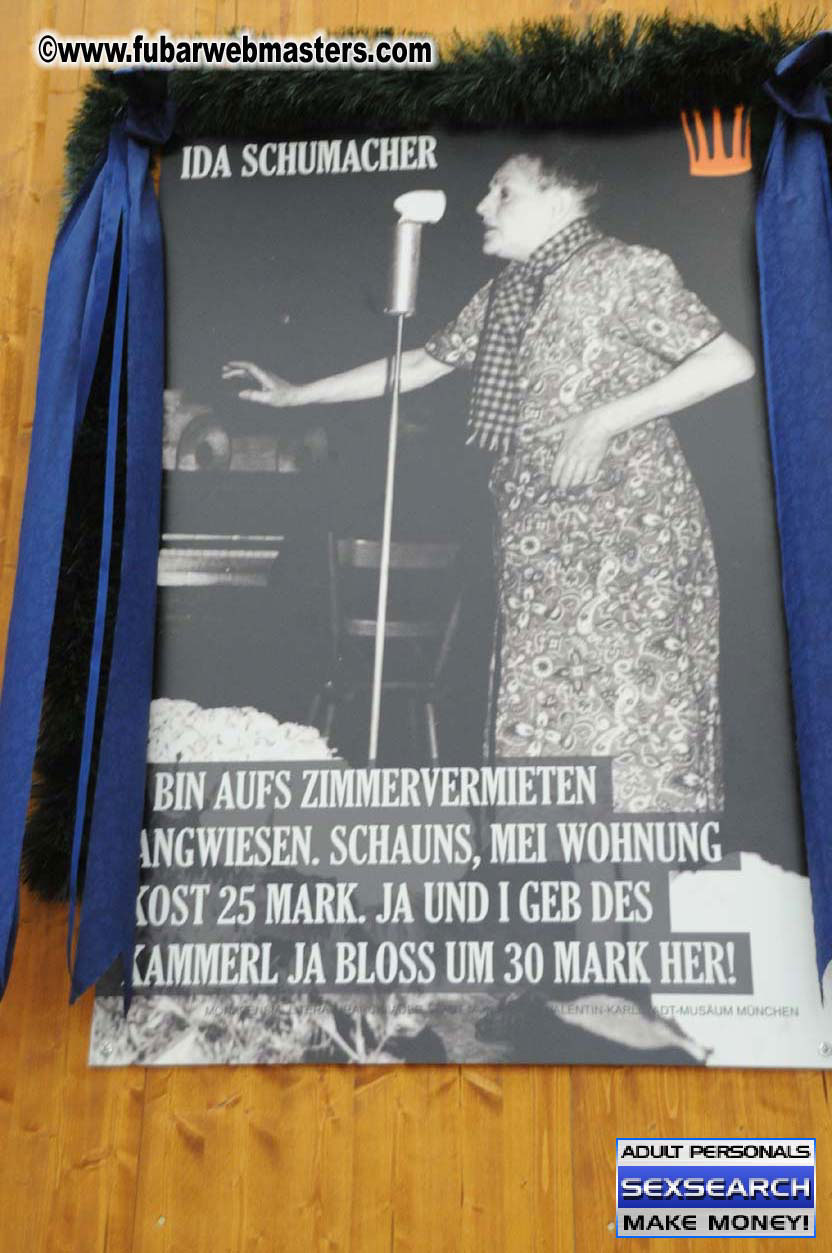 ©www.fubarwebmasters.com
IDA SCHUMACHER
BIN AUFS ZIMMERVERMIETEN
ANGWIESEN. SCHAUNS, MEI WOHNUNG
KOST 25 MARK. JA UND I GEB DES
KAMMERL JA BLOSS UM 30 MARK HER!
MÜNCHEN
ADULT PERSONALS
SEXSEARCH
MAKE MONEY!